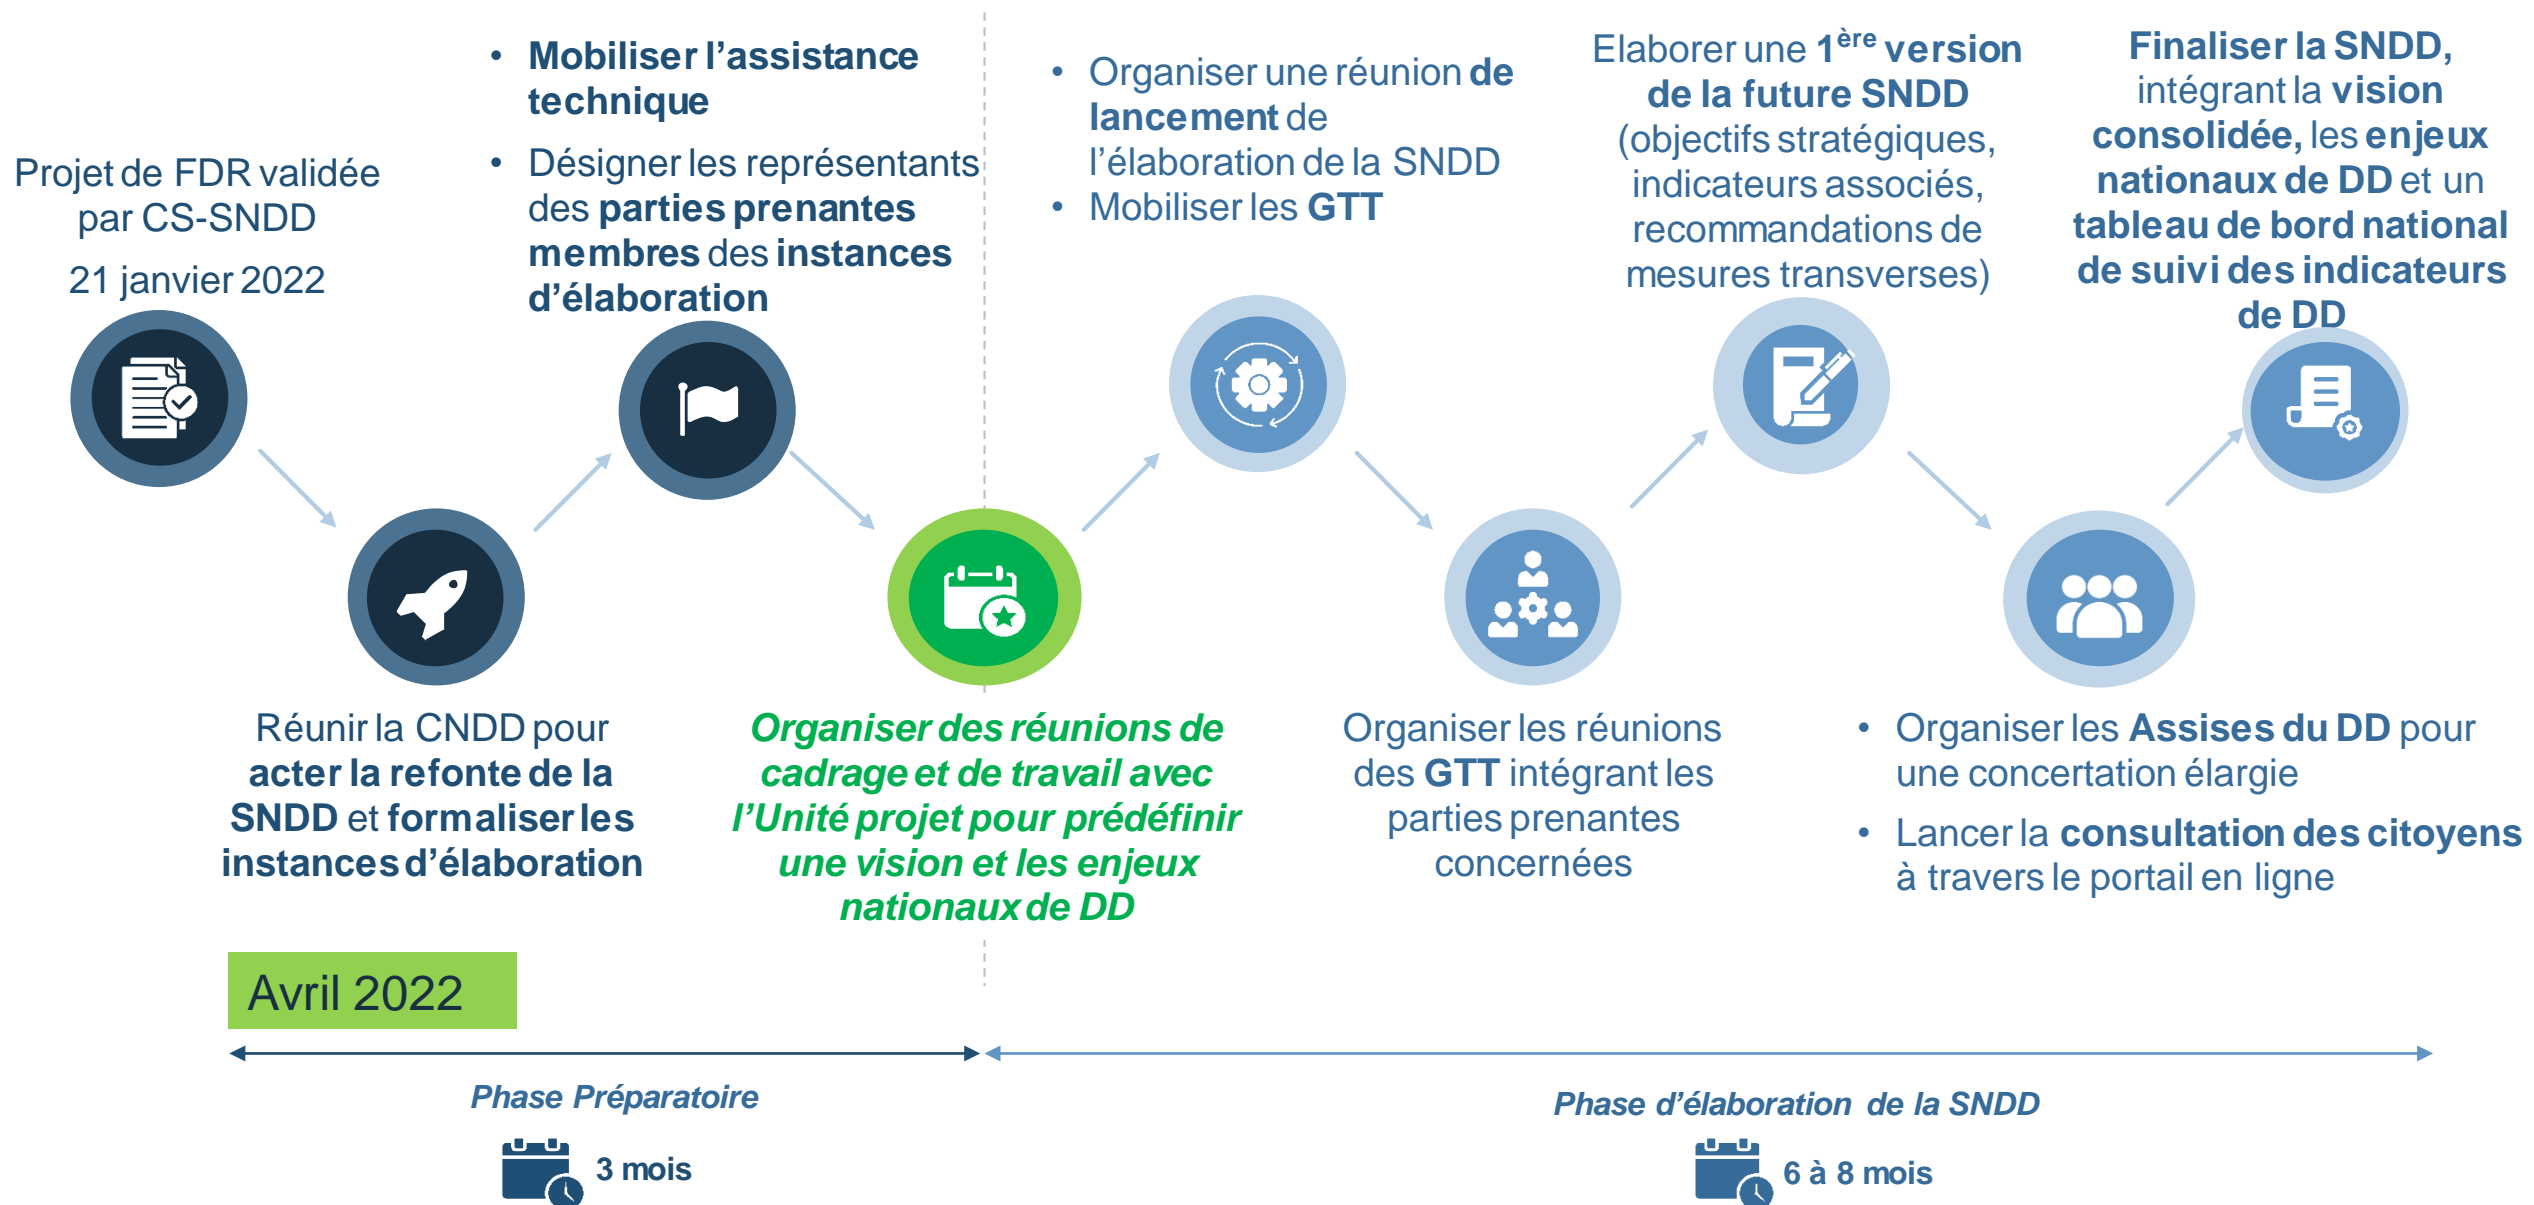 Projet de FDR validée
par CS-SNDD
21 janvier 2022
• Mobiliser l’assistance
technique
• Désigner les représentants
des parties prenantes
membres des instances
d’élaboration
• Organiser une réunion de
lancement de
l’élaboration de la SNDD
• Mobiliser les GTT
Elaborer une 1ère version
de la future SNDD
(objectifs stratégiques,
indicateurs associés,
recommandations de
mesures transverses)
Finaliser la SNDD,
intégrant la vision
consolidée, les enjeux
nationaux de DD et un
tableau de bord national
de suivi des indicateurs
de DD
Réunir la CNDD pour
acter la refonte de la
SNDD et formaliser les
instances d’élaboration
Organiser des réunions de
cadrage et de travail avec
l’Unité projet pour prédéfinir
une vision et les enjeux
nationaux de DD
Organiser les réunions
des GTT intégrant les
parties prenantes
concernées
• Organiser les Assises du DD pour
une concertation élargie
• Lancer la consultation des citoyens
à travers le portail en ligne
Avril 2022
Phase Préparatoire
3 mois
Phase d’élaboration de la SNDD
6 à 8 mois